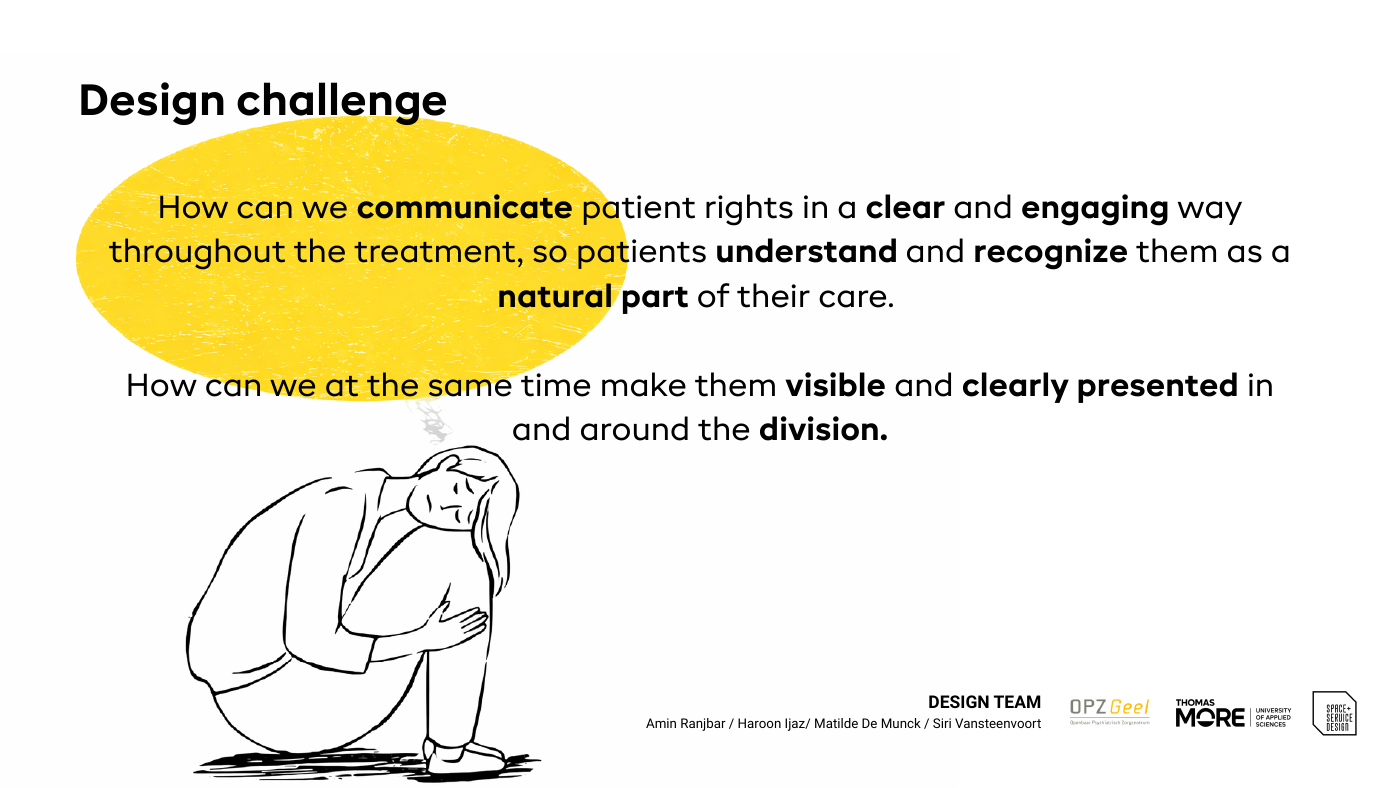 Design challenge
How can we communicate patient rights in a clear and engaging way
throughout the treatment, so patients understand and recognize them as a
natural part of their care.
How can we at the same time make them visible and clearly presented in
and around the division.
DESIGN TEAM
Amin Ranjbar / Haroon Ijaz/ Matilde De Munck / Siri Vansteenvoort
OPZ Geel
Openbaar Psychiatrisch Zorgcentrum
THOMAS
MORE
UNIVERSITY
OF APPLIED
SCIENCES
SPACE+
SERVICE
DESIGN